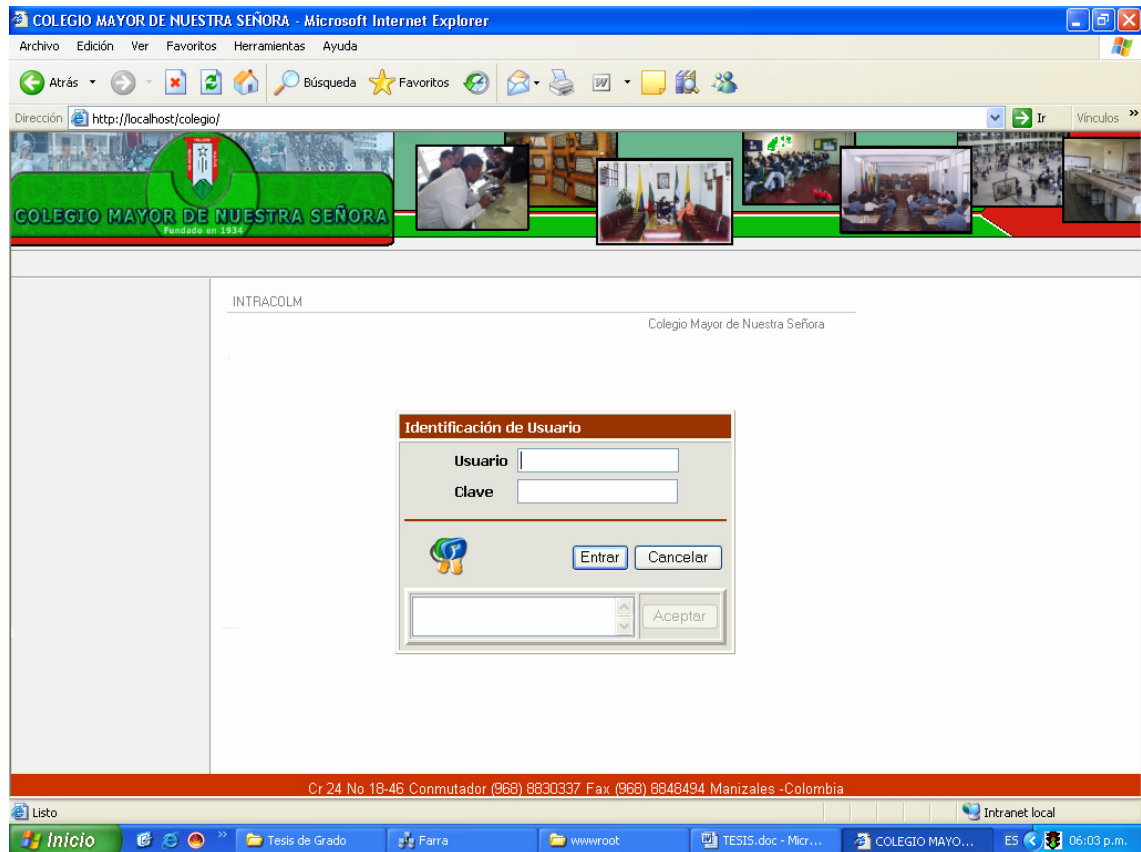 COLEGIO MAYOR DE NUESTRA SEÑORA - Microsoft Internet Explorer
Archivo Edición Ver Favoritos Herramientas Ayuda
Atrás Búsqueda Favoritos
Dirección http://localhost/colegio/ Ir Vínculos »
COLEGIO MAYOR DE NUESTRA SEÑORA
Fundado en 1934
INTRACOLM
Colegio Mayor de Nuestra Señora
Identificación de Usuario
Usuario
Clave
Entrar Cancelar
Aceptar
Cr 24 No 18-46 Conmutador (968) 8830337 Fax (968) 8848494 Manizales -Colombia
Listo Intranet local
Inicio » Tesis de Grado Farra wwwroot TESIS.doc - Micr... COLEGIO MAYO... ES 06:03 p.m.